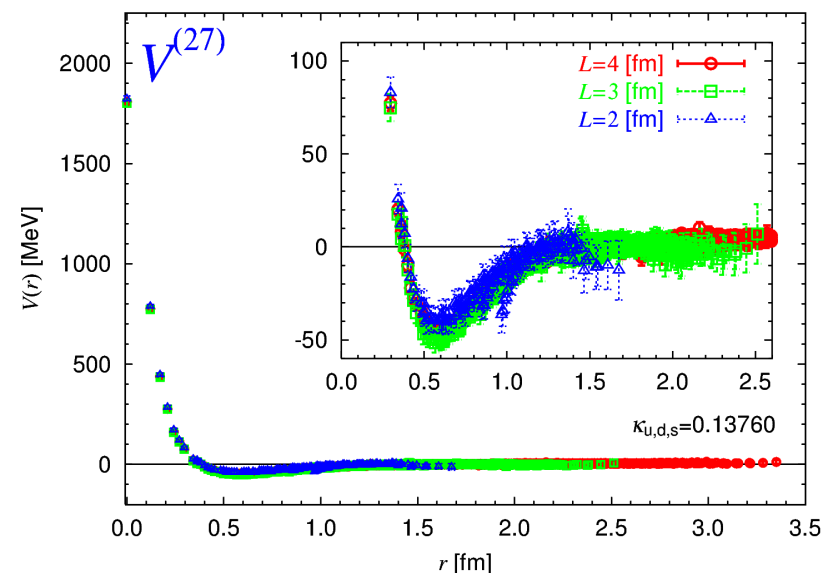 V(27)
2000
1500
1000
500
0
V(r) [MeV]
0.0 0.5 1.0 1.5 2.0 2.5 3.0 3.5
r [fm]
100
50
0
-50
0.0 0.5 1.0 1.5 2.0 2.5
L=4 [fm]
L=3 [fm]
L=2 [fm]
κu,d,s=0.13760